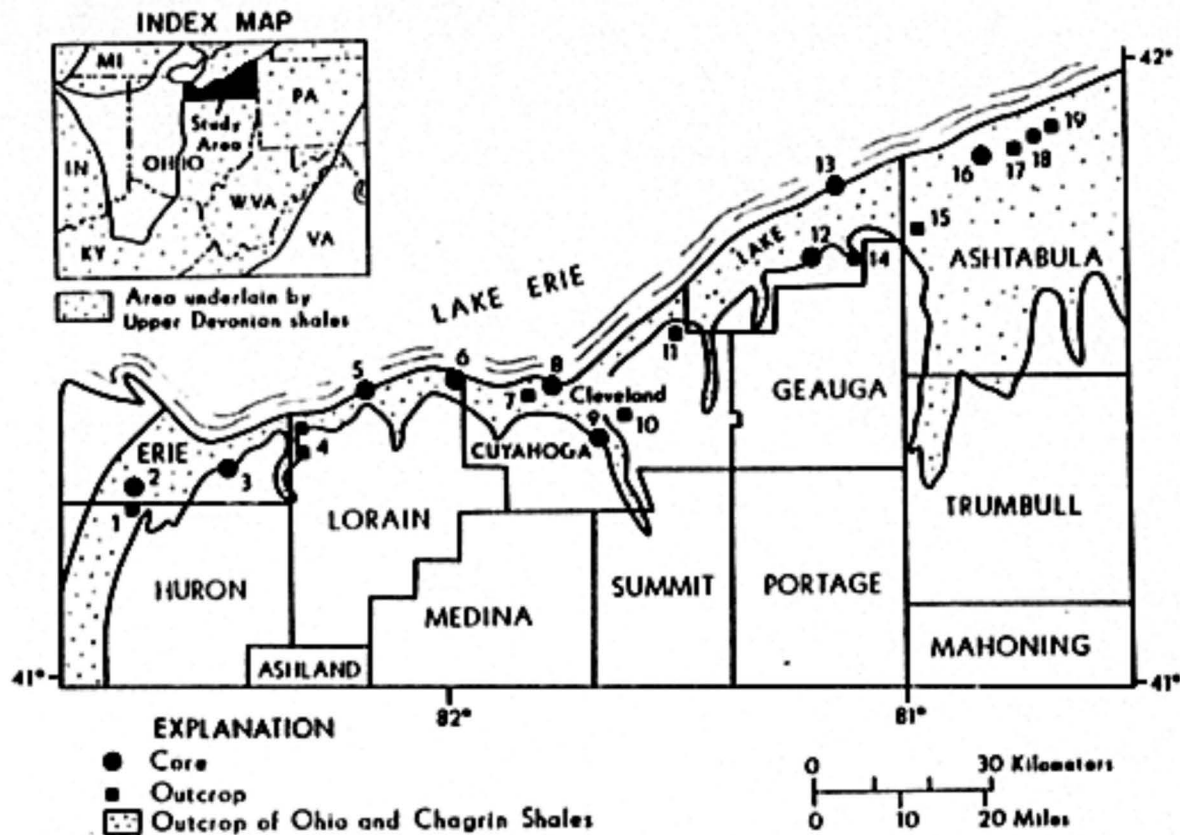 INDEX MAP
MI
PA
Study
Area
IN
OHIO
W.VA
KY
VA
Area underlain by
Upper Devonian shales
42°
LAKE ERIE
LAKE
ASHTABULA
19
18
17
16
15
14
13
12
11
10
9
8
7
6
5
4
3
2
1
Cleveland
ERIE
CUYAHOGA
GEAUGA
LORAIN
TRUMBULL
HURON
MEDINA
SUMMIT
PORTAGE
MAHONING
ASHLAND
41°
41°
82°
81°
EXPLANATION
Core
Outcrop
Outcrop of Ohio and Chagrin Shales
0 30 Kilometers
0 10 20 Miles